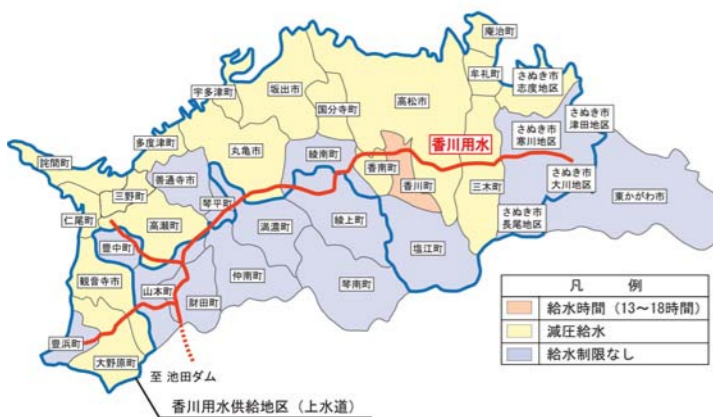 庵治町
牟礼町
さぬき市
志度地区
宇多津町
坂出市
国分寺町
高松市
さぬき市
津田地区
多度津町
丸亀市
綾南町
香川用水
さぬき市
寒川地区
詫間町
善通寺市
香南町
香川町
三木町
さぬき市
大川地区
三野町
琴平町
東かがわ市
仁尾町
高瀬町
満濃町
綾上町
さぬき市
長尾地区
豊中町
塩江町
観音寺市
山本町
仲南町
財田町
琴南町
豊浜町
大野原町
至 池田ダム
香川用水供給地区（上水道）
凡 例
給水時間（13～18時間）
減圧給水
給水制限なし